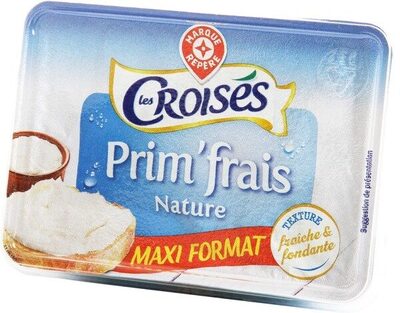 MARQUE
REPÈRE
les CROISÉS
Prim'frais
Nature
MAXI FORMAT
TEXTURE
fraîche &
fondante
Suggestion de présentation